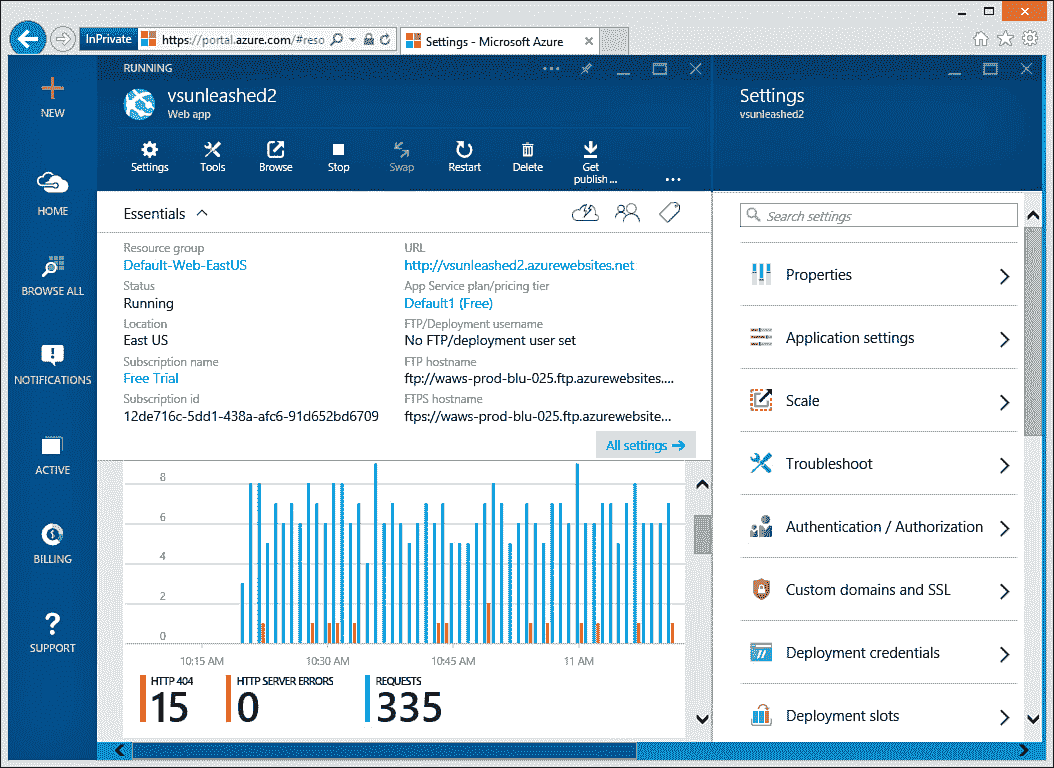 InPrivate
https://portal.azure.com/#reso
Settings - Microsoft Azure
NEW
HOME
BROWSE ALL
NOTIFICATIONS
ACTIVE
BILLING
SUPPORT
RUNNING
vsunleashed2
Web app
Settings
Tools
Browse
Stop
Swap
Restart
Delete
Get
publish ...
Essentials
Resource group
Default-Web-EastUS
Status
Running
Location
East US
Subscription name
Free Trial
Subscription id
12de716c-5dd1-438a-afc6-91d652bd6709
URL
http://vsunleashed2.azurewebsites.net
App Service plan/pricing tier
Default1 (Free)
FTP/Deployment username
No FTP/deployment user set
FTP hostname
ftp://waws-prod-blu-025.ftp.azurewebsites....
FTPS hostname
ftps://waws-prod-blu-025.ftp.azurewebsite...
All settings
8
6
4
2
0
10:15 AM
10:30 AM
10:45 AM
11 AM
HTTP 404
15
HTTP SERVER ERRORS
0
REQUESTS
335
Settings
vsunleashed2
Search settings
Properties
Application settings
Scale
Troubleshoot
Authentication / Authorization
Custom domains and SSL
Deployment credentials
Deployment slots